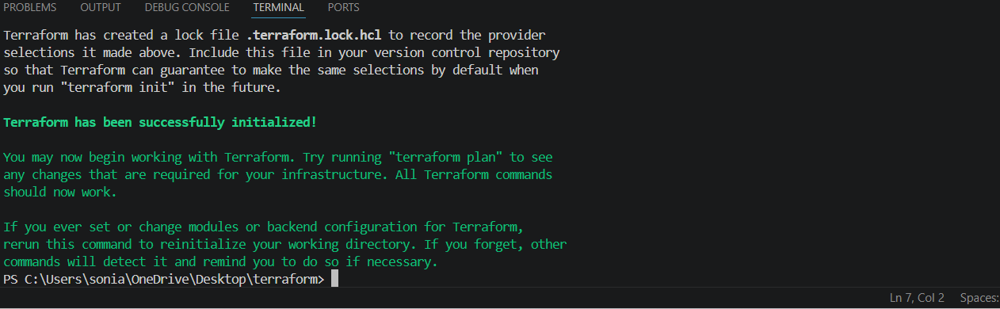 PROBLEMS OUTPUT DEBUG CONSOLE TERMINAL PORTS
Terraform has created a lock file .terraform.lock.hcl to record the provider
selections it made above. Include this file in your version control repository
so that Terraform can guarantee to make the same selections by default when
you run "terraform init" in the future.
Terraform has been successfully initialized!
You may now begin working with Terraform. Try running "terraform plan" to see
any changes that are required for your infrastructure. All Terraform commands
should now work.
If you ever set or change modules or backend configuration for Terraform,
rerun this command to reinitialize your working directory. If you forget, other
commands will detect it and remind you to do so if necessary.
PS C:\Users\sonia\OneDrive\Desktop\terraform>
Ln 7, Col 2 Spaces: